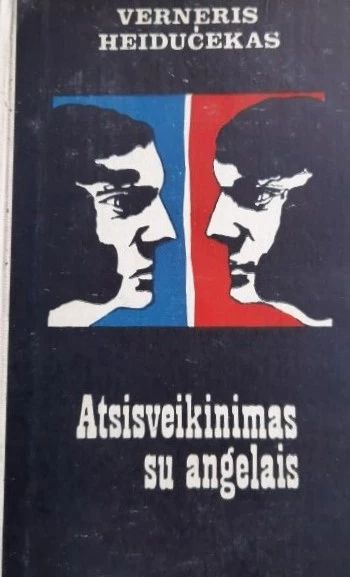 VERNERIS
HEIDUČEKAS
Atsisveikinimas
su angelais